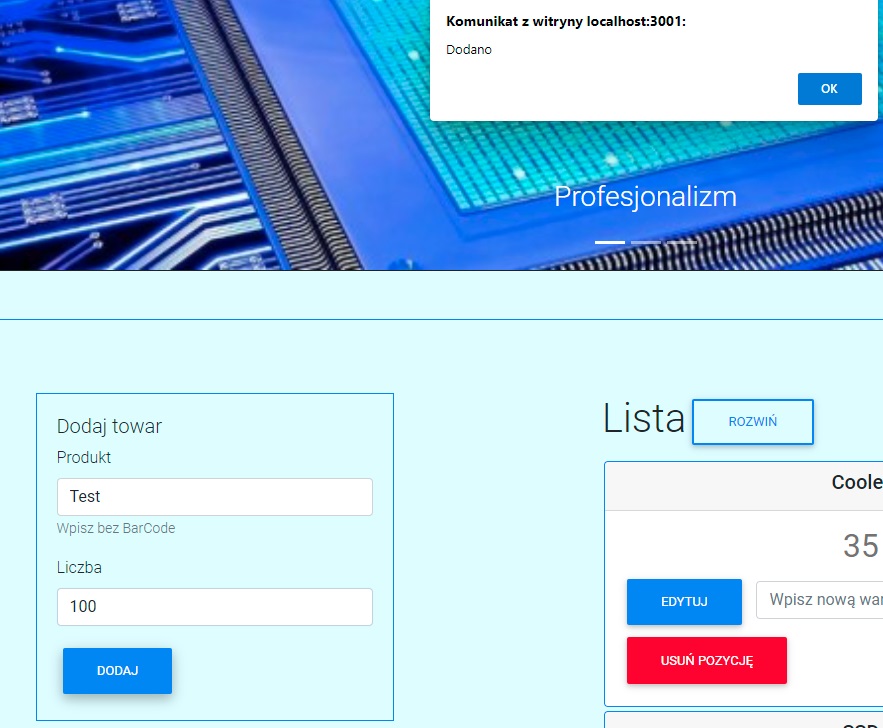 Komunikat z witryny localhost:3001:
Dodano
OK
Profesjonalizm
Dodaj towar
Produkt
Test
Wpisz bez BarCode
Liczba
100
DODAJ
Lista
ROZWIŃ
Coole
35
EDYTUJ
Wpisz nową war
USUŃ POZYCJĘ